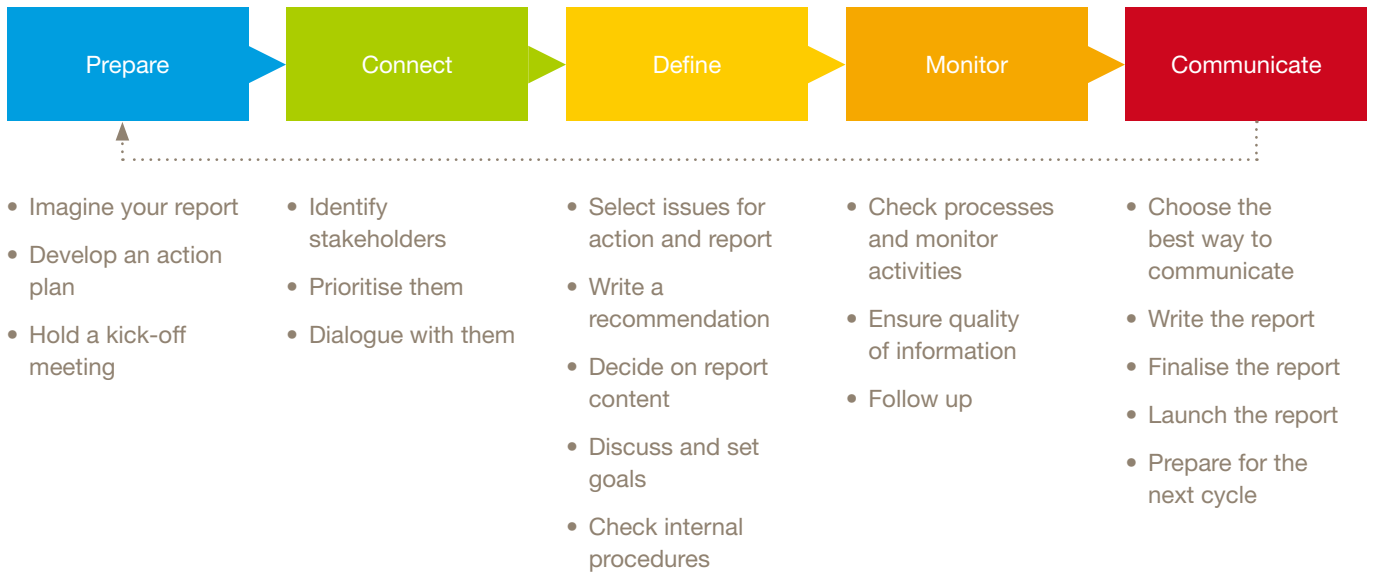 Prepare
Connect
Define
Monitor
Communicate
• Imagine your report
• Develop an action
plan
• Hold a kick-off
meeting
• Identify
stakeholders
• Prioritise them
• Dialogue with them
• Select issues for
action and report
• Write a
recommendation
• Decide on report
content
• Discuss and set
goals
• Check internal
procedures
• Check processes
and monitor
activities
• Ensure quality
of information
• Follow up
• Choose the
best way to
communicate
• Write the report
• Finalise the report
• Launch the report
• Prepare for the
next cycle